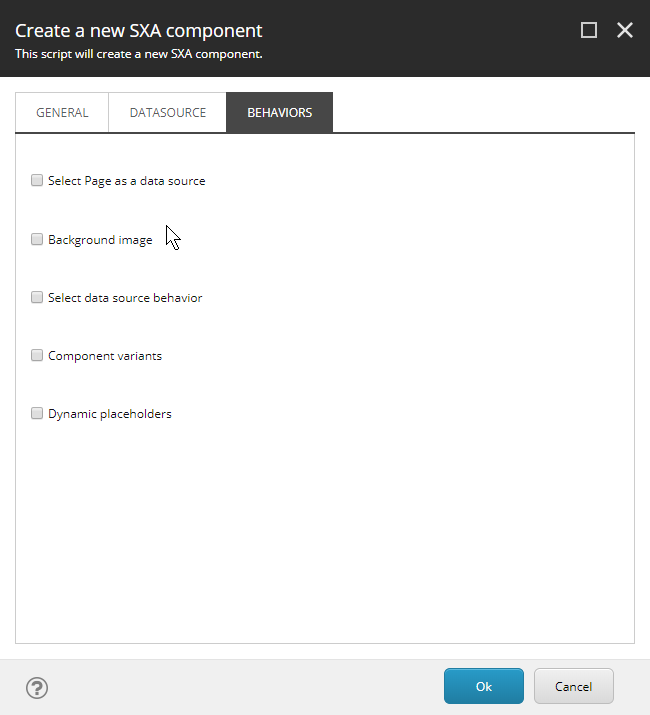 Create a new SXA component
This script will create a new SXA component.
GENERAL DATASOURCE BEHAVIORS
Select Page as a data source
Background image
Select data source behavior
Component variants
Dynamic placeholders
? Ok Cancel